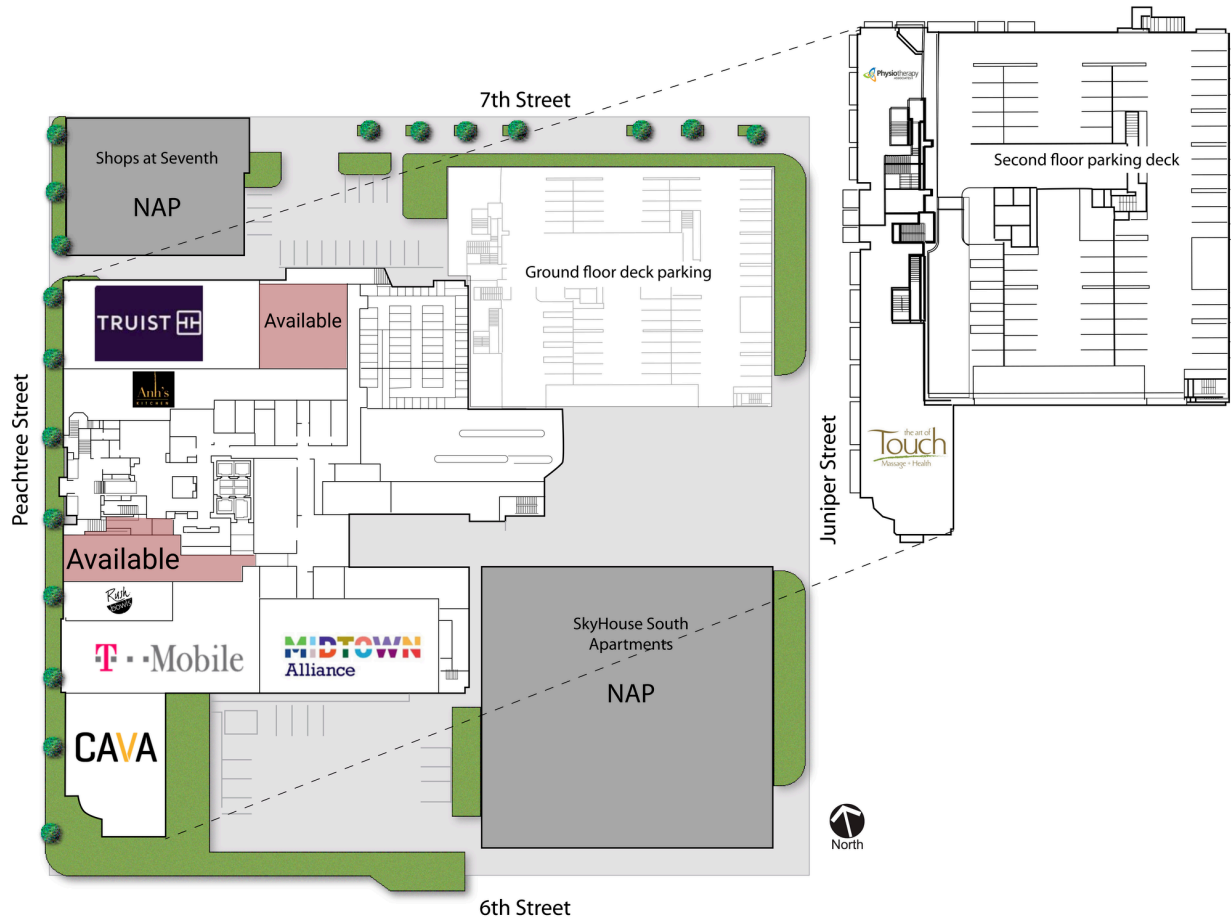 7th Street
Physiotherapy
ASSOCIATES
Shops at Seventh
NAP
Second floor parking deck
Ground floor deck parking
TRUIST
Available
Anh's
KITCHEN
Peachtree Street
Juniper Street
the art of
Touch
Massage + Health
Available
Rush
BOWLS
T Mobile
MIDTOWN
Alliance
SkyHouse South
Apartments
NAP
CAVA
North
6th Street